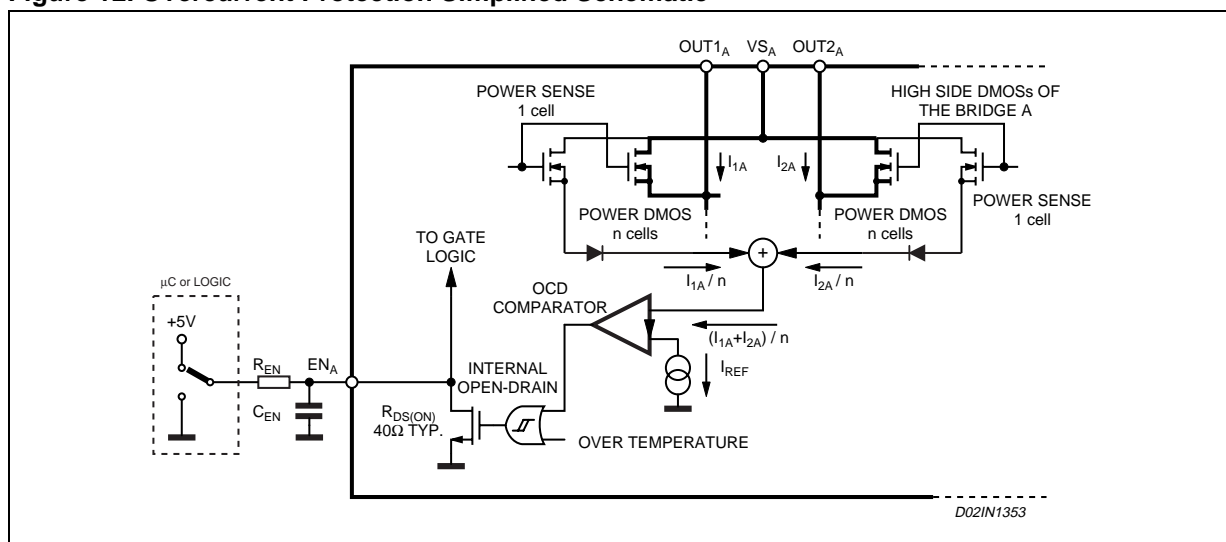 Figure 12. Overcurrent Protection Simplified Schematic
OUT1A VSA OUT2A
POWER SENSE
1 cell
HIGH SIDE DMOSs OF
THE BRIDGE A
I1A
I2A
POWER DMOS
n cells
POWER DMOS
n cells
POWER SENSE
1 cell
TO GATE
LOGIC
+
I1A / n
I2A / n
µC or LOGIC
OCD
COMPARATOR
+5V
(I1A+I2A) / n
REN
ENA
INTERNAL
OPEN-DRAIN
IREF
CEN
RDS(ON)
40Ω TYP.
OVER TEMPERATURE
D02IN1353